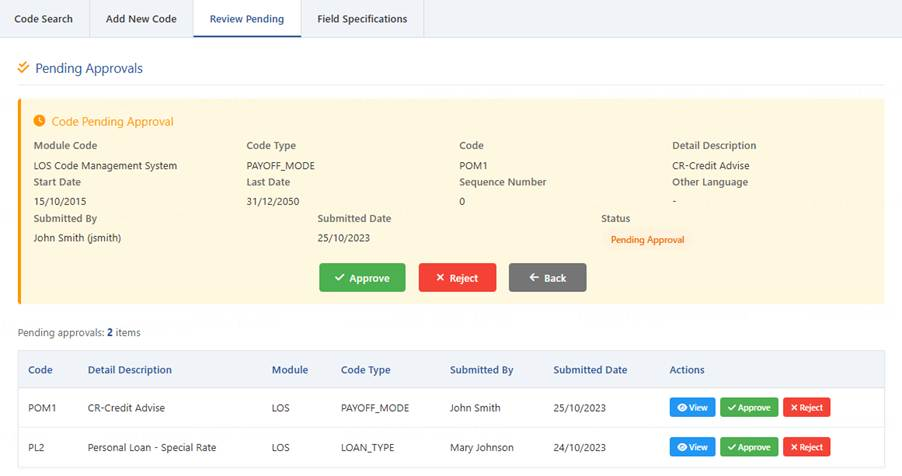 Code Search Add New Code Review Pending Field Specifications
Pending Approvals
Code Pending Approval
Module Code Code Type Code Detail Description
LOS Code Management System PAYOFF_MODE POM1 CR-Credit Advise
Start Date Last Date Sequence Number Other Language
15/10/2015 31/12/2050 0 -
Submitted By Submitted Date Status
John Smith (jsmith) 25/10/2023 Pending Approval
Approve Reject Back
Pending approvals: 2 items
Code Detail Description Module Code Type Submitted By Submitted Date Actions
POM1 CR-Credit Advise LOS PAYOFF_MODE John Smith 25/10/2023 View Approve Reject
PL2 Personal Loan - Special Rate LOS LOAN_TYPE Mary Johnson 24/10/2023 View Approve Reject